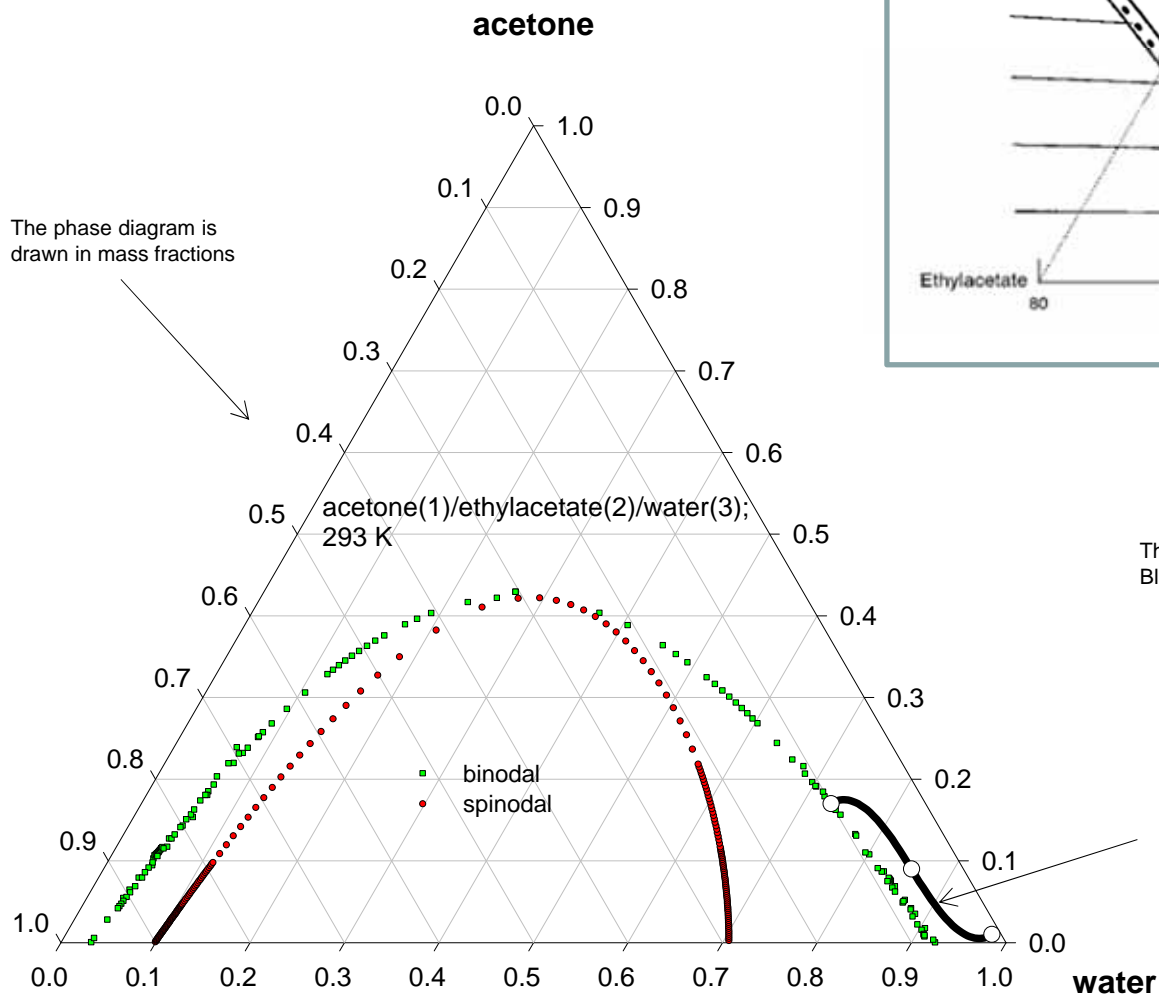 acetone
0.0
1.0
0.1
0.9
The phase diagram is
drawn in mass fractions
0.2
0.8
Ethylacetate
80
0.3
0.7
0.4
0.6
acetone(1)/ethylacetate(2)/water(3);
293 K
0.5
0.5
Th
Bl
0.6
0.4
0.7
0.3
0.8
0.2
binodal
spinodal
0.9
0.1
1.0
0.0
0.0 0.1 0.2 0.3 0.4 0.5 0.6 0.7 0.8 0.9 1.0
water